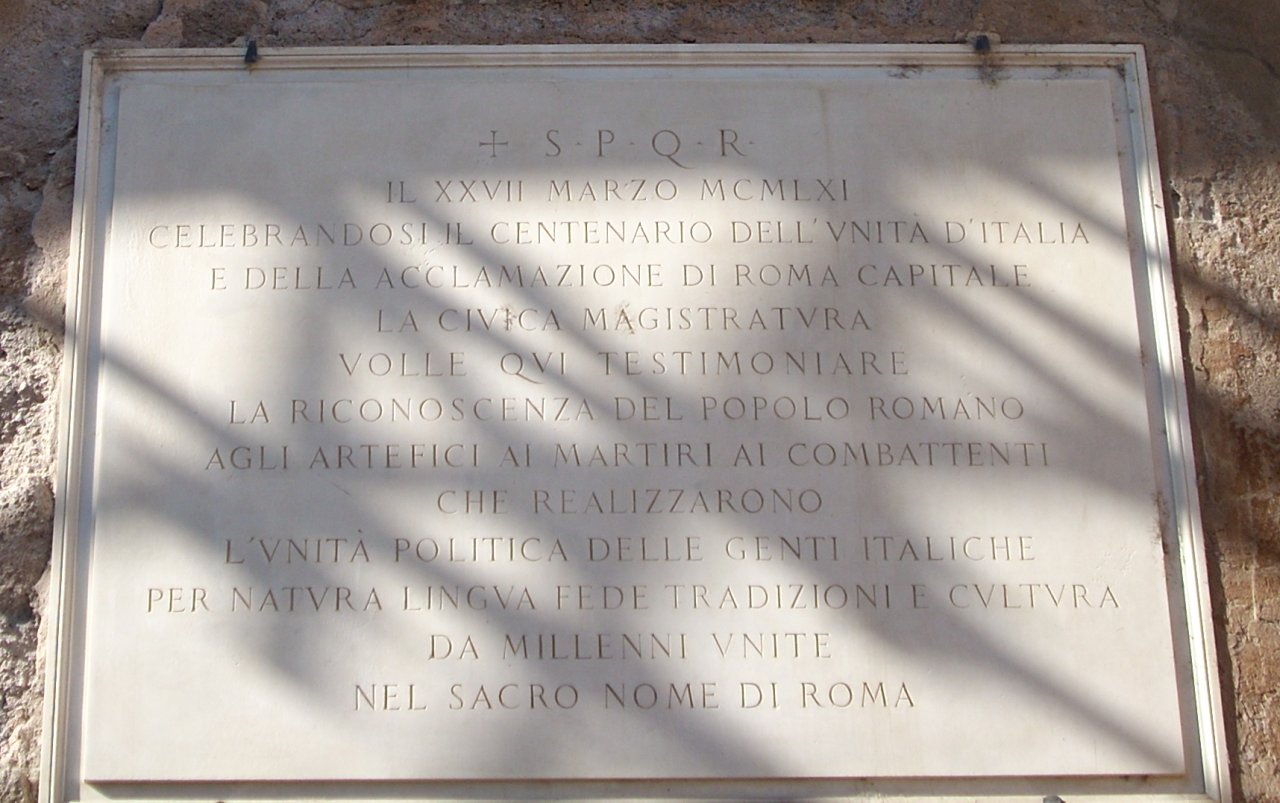 + S·P·Q·R·
IL XXVII MARZO MCMLXI
CELEBRANDOSI IL CENTENARIO DELL'VNITÀ D'ITALIA
E DELLA ACCLAMAZIONE DI ROMA CAPITALE
LA CIVICA MAGISTRATVRA
VOLLE QVI TESTIMONIARE
LA RICONOSCENZA DEL POPOLO ROMANO
AGLI ARTEFICI AI MARTIRI AI COMBATTENTI
CHE REALIZZARONO
L'VNITÀ POLITICA DELLE GENTI ITALICHE
PER NATVRA LINGVA FEDE TRADIZIONI E CVLTVRA
DA MILLENNI VNITE
NEL SACRO NOME DI ROMA